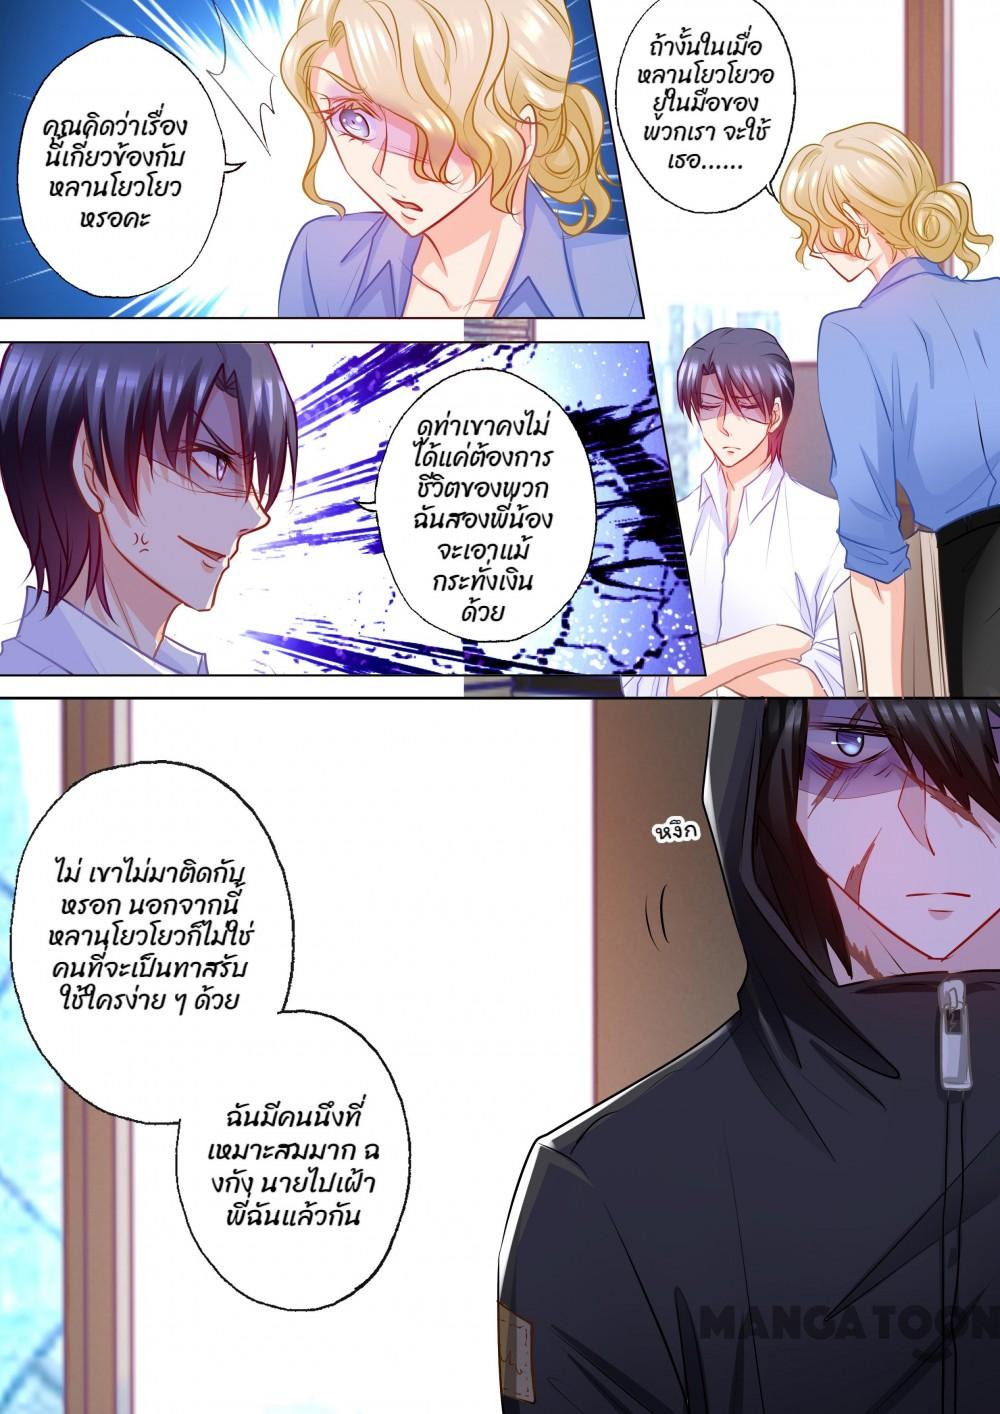 คุณคิดว่าเรื่อง
นี้เกี่ยวข้องกับ
หลานโยวโยว
หรอคะ
ถ้างั้นในเมื่อ
หลานโยวโยวอ
ยู่ในมือของ
พวกเรา จะใช้
เธอ......
ดูท่าเขาคงไม่
ได้แค่ต้องการ
ชีวิตของพวก
ฉันสองพี่น้อง
จะเอาแม้
กระทั่งเงิน
ด้วย
หงึก
ไม่ เขาไม่มาติดกับ
หรอก นอกจากนี้
หลานโยวโยวก็ไม่ใช่
คนที่จะเป็นทาสรับ
ใช้ใครง่าย ๆ ด้วย
ฉันมีคนนึงที่
เหมาะสมมาก ฉ
งกัง นายไปเฝ้า
พี่ฉันแล้วกัน
MANGATOON